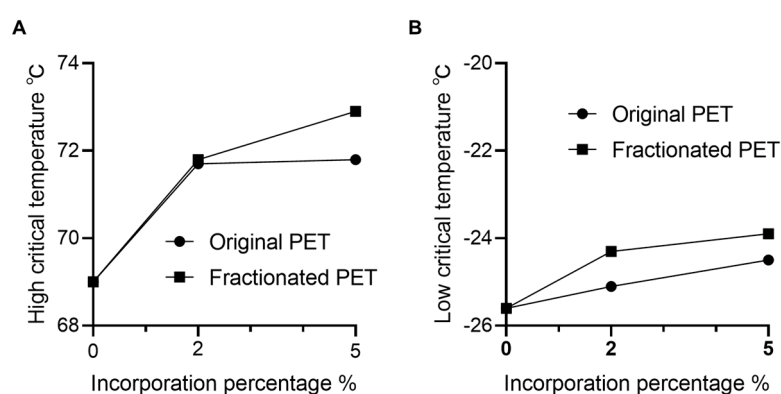 A
High critical temperature ℃
74
72
70
68
0
2
5
Original PET
Fractionated PET
Incorporation percentage %
B
Low critical temperature ℃
-20
-22
-24
-26
0
2
5
Original PET
Fractionated PET
Incorporation percentage %